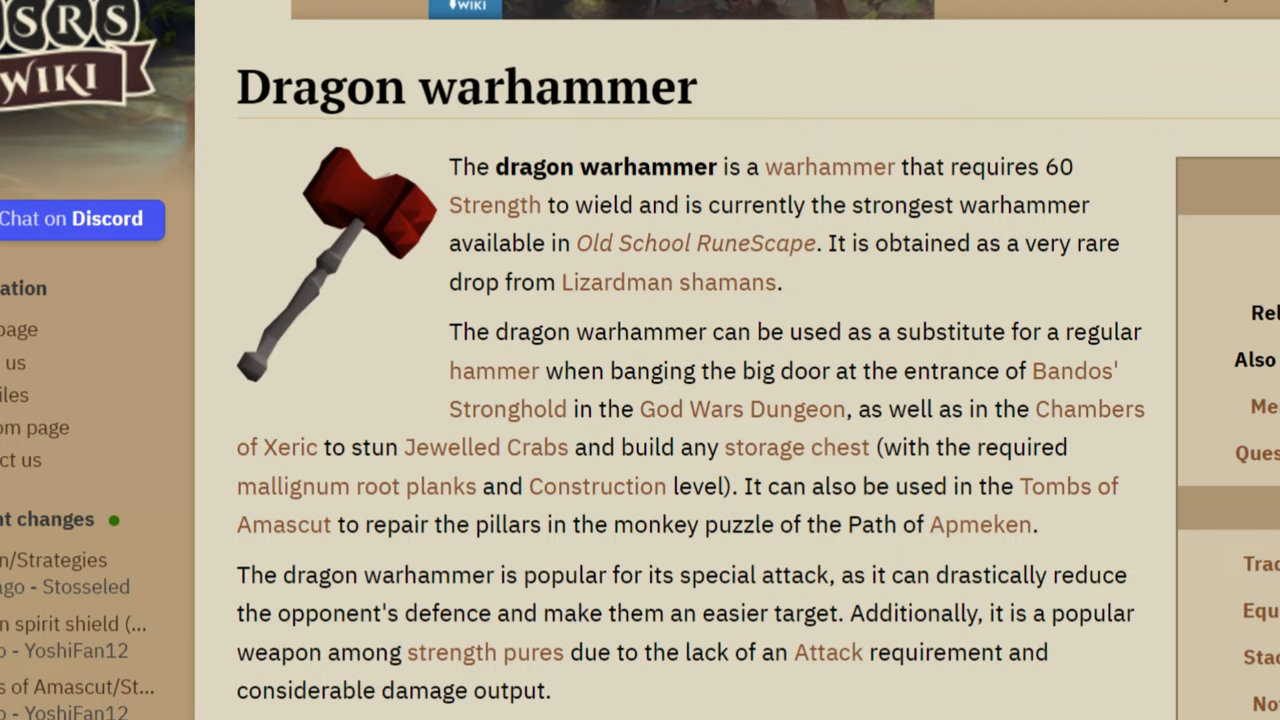 WIKI
SRS
WIKI
Dragon warhammer
The dragon warhammer is a warhammer that requires 60
Strength to wield and is currently the strongest warhammer
available in Old School RuneScape. It is obtained as a very rare
drop from Lizardman shamans.
The dragon warhammer can be used as a substitute for a regular
hammer when banging the big door at the entrance of Bandos'
Stronghold in the God Wars Dungeon, as well as in the Chambers
of Xeric to stun Jewelled Crabs and build any storage chest (with the required
mallignum root planks and Construction level). It can also be used in the Tombs of
Amascut to repair the pillars in the monkey puzzle of the Path of Apmeken.
The dragon warhammer is popular for its special attack, as it can drastically reduce
the opponent's defence and make them an easier target. Additionally, it is a popular
weapon among strength pures due to the lack of an Attack requirement and
considerable damage output.
Chat on Discord
ation
page
us
iles
om page
ct us
nt changes
n/Strategies
ago - Stosseled
n spirit shield (...
o - YoshiFan12
s of Amascut/St...
o - YoshiFan12
Rel
Also
Me
Ques
Trad
Equ
Stac
No